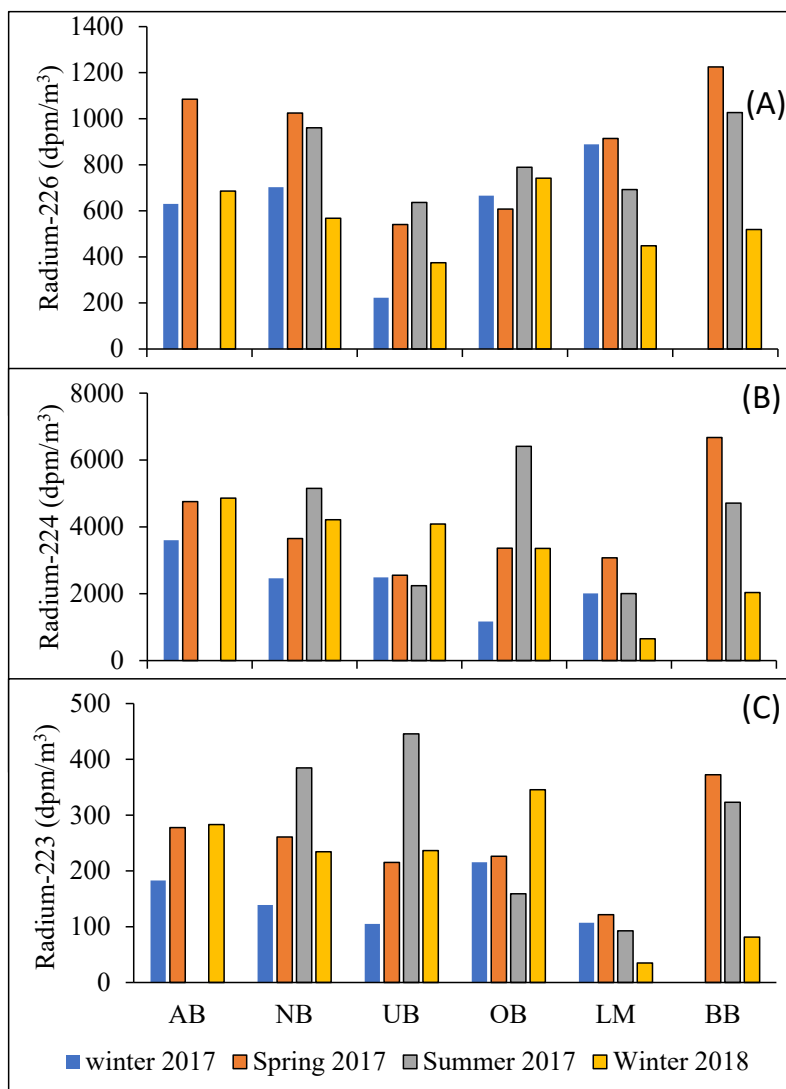 1400
1200
1000
800
600
400
200
0
Radium-226 (dpm/m³)
(A)
8000
6000
4000
2000
0
Radium-224 (dpm/m³)
(B)
500
400
300
200
100
0
Radium-223 (dpm/m³)
(C)
AB NB UB OB LM BB
winter 2017 Spring 2017 Summer 2017 Winter 2018